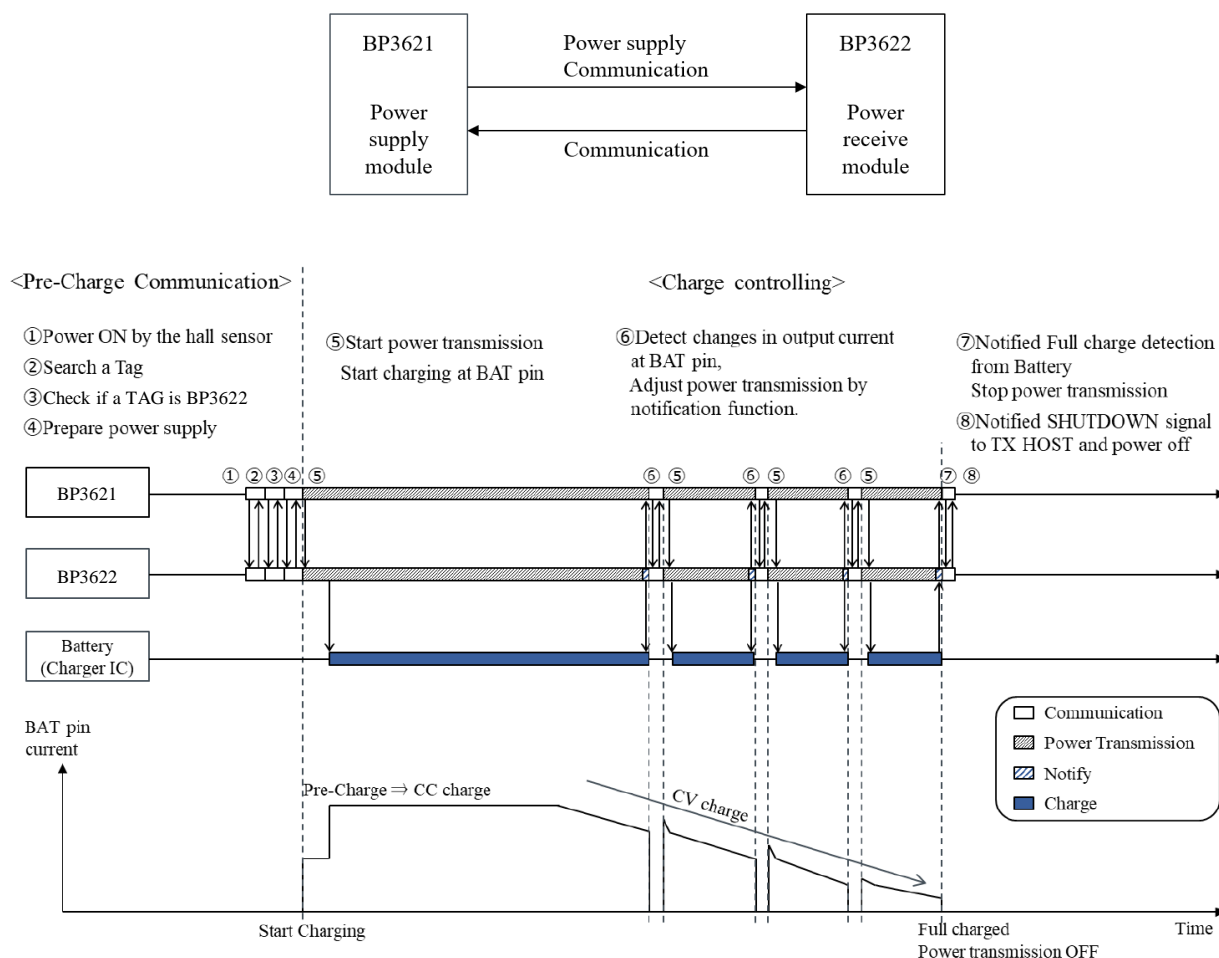 BP3621
Power
supply
module
Power supply
Communication
Communication
BP3622
Power
receive
module
<Pre-Charge Communication>
<Charge controlling>
①Power ON by the hall sensor
②Search a Tag
③Check if a TAG is BP3622
④Prepare power supply
⑤Start power transmission
Start charging at BAT pin
⑥Detect changes in output current
at BAT pin,
Adjust power transmission by
notification function.
⑦Notified Full charge detection
from Battery
Stop power transmission
⑧Notified SHUTDOWN signal
to TX HOST and power off
① ② ③ ④ ⑤ ⑥ ⑤ ⑥ ⑤ ⑥ ⑤ ⑦ ⑧
BP3621
BP3622
Battery
(Charger IC)
Communication
Power Transmission
Notify
Charge
BAT pin
current
Pre-Charge ⇒ CC charge
CV charge
Start Charging
Full charged
Power transmission OFF
Time